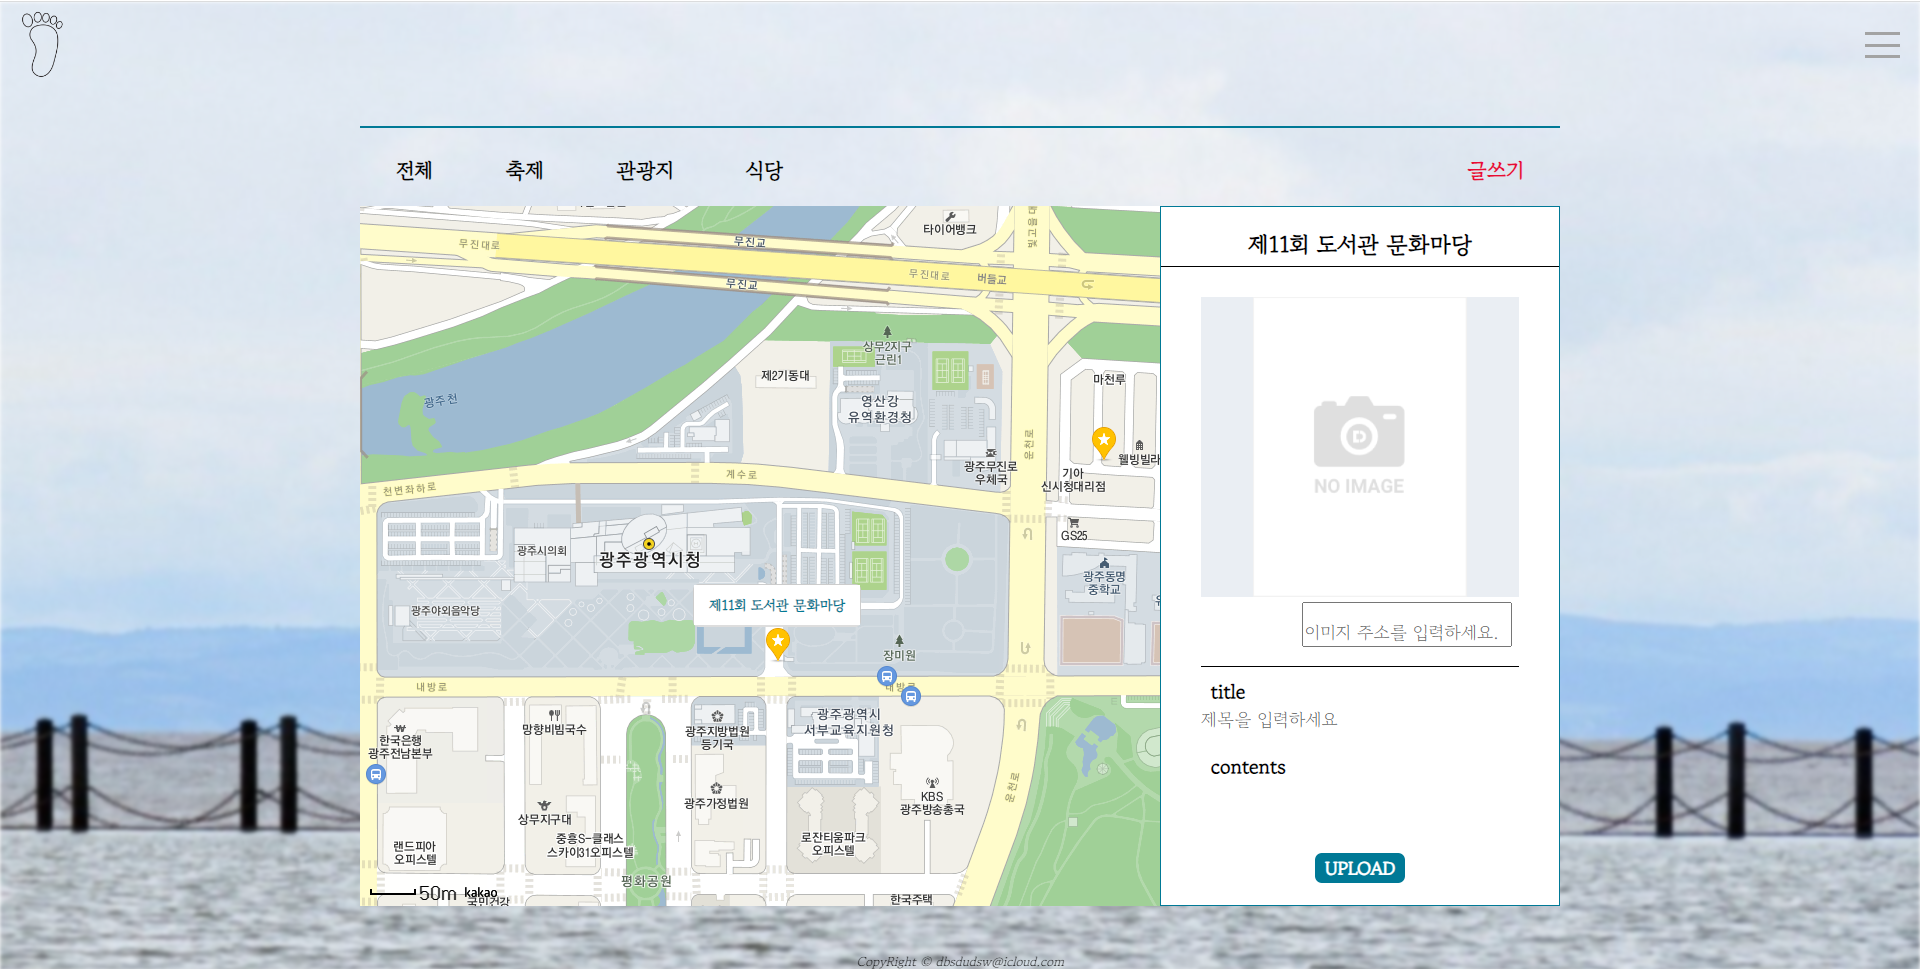 전체
축제
관광지
식당
글쓰기
타이어뱅크
무진대로
무진교
무진대로
버들교
무진교
상무2지구
근린1
제2기동대
마천루
광주천
영산강
유역환경청
운천로
광주무진로
우체국
웰빙빌라
기아
신시청대리점
계수로
천변좌하로
GS25
광주시의회
광주광역시청
광주동명
중학교
광주야외음악당
제11회 도서관 문화마당
장미원
내방로
내방로
망향비빔국수
광주지방법원
등기국
광주광역시
서부교육지원청
한국은행
광주전남본부
운천로
KBS
광주방송총국
광주가정법원
상무지구대
랜드피아
오피스텔
중흥S-클래스
스카이31오피스텔
로잔티움파크
오피스텔
평화공원
50m
kakao
국민건강
한국주택
제11회 도서관 문화마당
NO IMAGE
이미지 주소를 입력하세요.
title
제목을 입력하세요
contents
UPLOAD
CopyRight © dbsdudsw@icloud.com